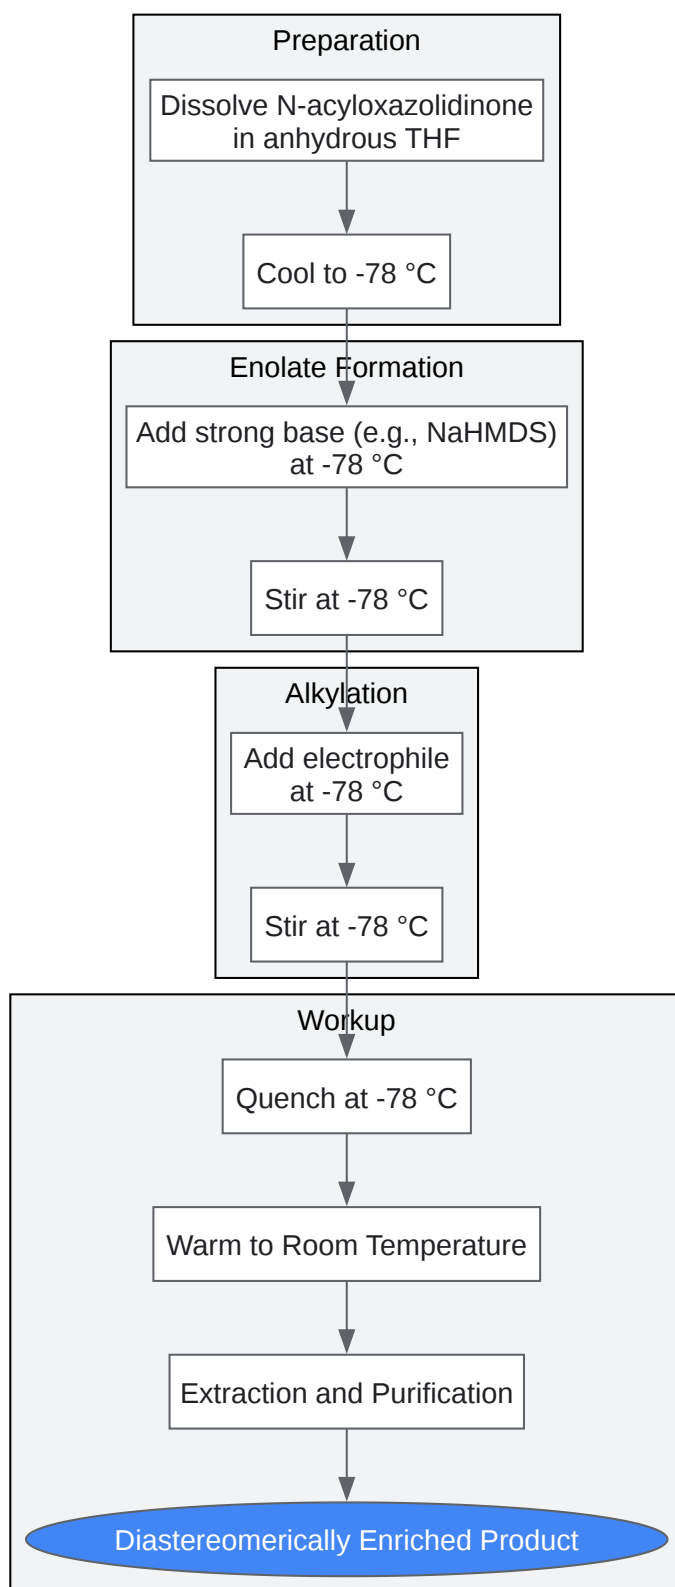 Preparation
Dissolve N-acyloxazolidinone
in anhydrous THF
Cool to -78 °C
Enolate Formation
Add strong base (e.g., NaHMDS)
at -78 °C
Stir at -78 °C
Alkylation
Add electrophile
at -78 °C
Stir at -78 °C
Workup
Quench at -78 °C
Warm to Room Temperature
Extraction and Purification
Diastereomerically Enriched Product